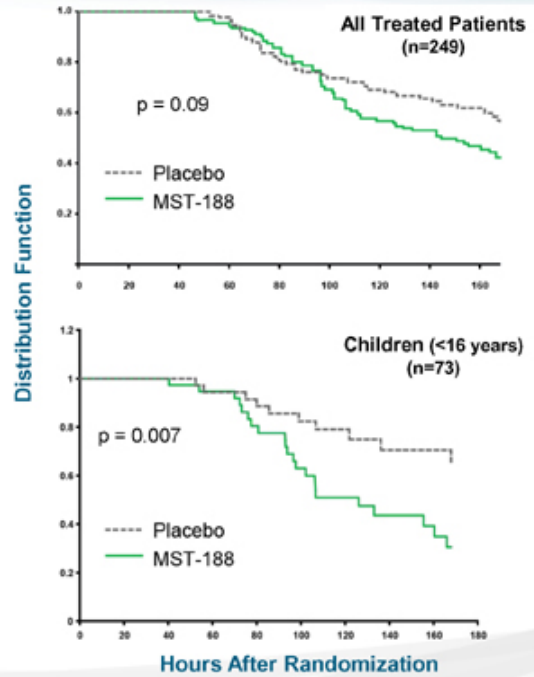 All Treated Patients
(n=249)
1.0
0.8
0.6
0.4
0.2
p = 0.09
Placebo
MST-188
0 20 40 60 80 100 120 140 160
Distribution Function
Children (<16 years)
(n=73)
1.2
1
0.8
0.6
0.4
0.2
0
p = 0.007
Placebo
MST-188
0 20 40 60 80 100 120 140 160 180
Hours After Randomization